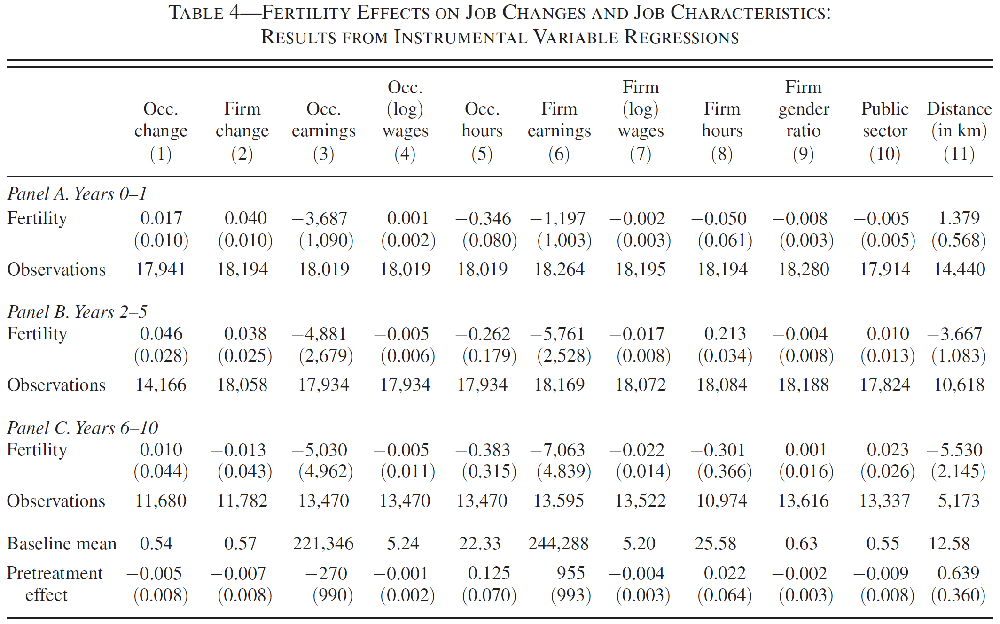 TABLE 4—FERTILITY EFFECTS ON JOB CHANGES AND JOB CHARACTERISTICS:
RESULTS FROM INSTRUMENTAL VARIABLE REGRESSIONS
Occ. Firm Firm
Occ. Firm Occ. (log) Occ. Firm (log) Firm gender Public Distance
change change earnings wages hours earnings wages hours ratio sector (in km)
(1) (2) (3) (4) (5) (6) (7) (8) (9) (10) (11)
Panel A. Years 0–1
Fertility 0.017 0.040 −3,687 0.001 −0.346 −1,197 −0.002 −0.050 −0.008 −0.005 1.379
(0.010) (0.010) (1,090) (0.002) (0.080) (1,003) (0.003) (0.061) (0.003) (0.005) (0.568)
Observations 17,941 18,194 18,019 18,019 18,019 18,264 18,195 18,194 18,280 17,914 14,440
Panel B. Years 2–5
Fertility 0.046 0.038 −4,881 −0.005 −0.262 −5,761 −0.017 0.213 −0.004 0.010 −3.667
(0.028) (0.025) (2,679) (0.006) (0.179) (2,528) (0.008) (0.034) (0.008) (0.013) (1.083)
Observations 14,166 18,058 17,934 17,934 17,934 18,169 18,072 18,084 18,188 17,824 10,618
Panel C. Years 6–10
Fertility 0.010 −0.013 −5,030 −0.005 −0.383 −7,063 −0.022 −0.301 0.001 0.023 −5.530
(0.044) (0.043) (4,962) (0.011) (0.315) (4,839) (0.014) (0.366) (0.016) (0.026) (2.145)
Observations 11,680 11,782 13,470 13,470 13,470 13,595 13,522 10,974 13,616 13,337 5,173
Baseline mean 0.54 0.57 221,346 5.24 22.33 244,288 5.20 25.58 0.63 0.55 12.58
Pretreatment −0.005 −0.007 −270 −0.001 0.125 955 −0.004 0.022 −0.002 −0.009 0.639
effect (0.008) (0.008) (990) (0.002) (0.070) (993) (0.003) (0.064) (0.003) (0.008) (0.360)